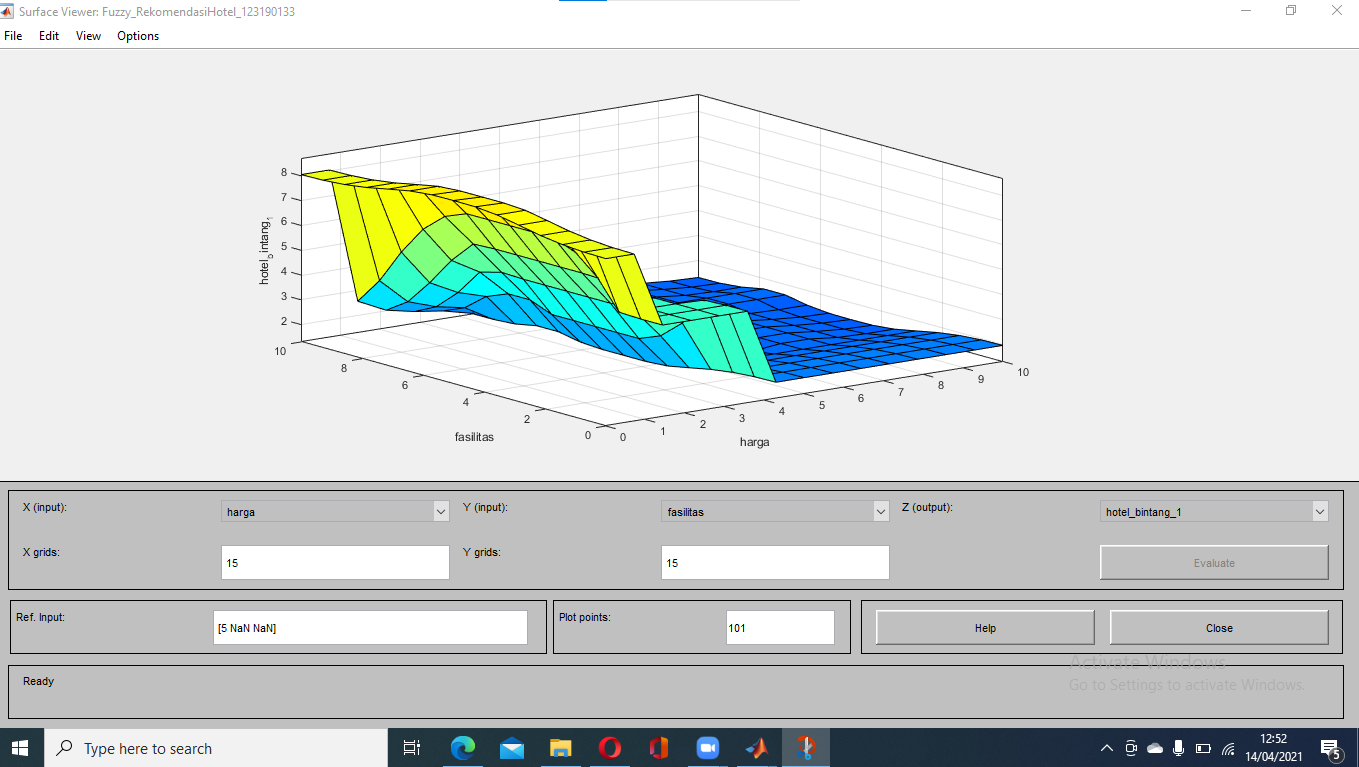 Surface Viewer: Fuzzy_RekomendasiHotel_123190133
File Edit View Options
8
7
6
5
4
3
2
hotel_bintang_1
10
8
6
4
2
0
fasilitas
0
1
2
3
4
5
6
7
8
9
10
harga
X (input): harga Y (input): fasilitas Z (output): hotel_bintang_1
X grids: 15 Y grids: 15 Evaluate
Ref. Input: [5 NaN NaN] Plot points: 101 Help Close
Activate Windows
Go to Settings to activate Windows.
Ready
Type here to search
12:52
14/04/2021
5